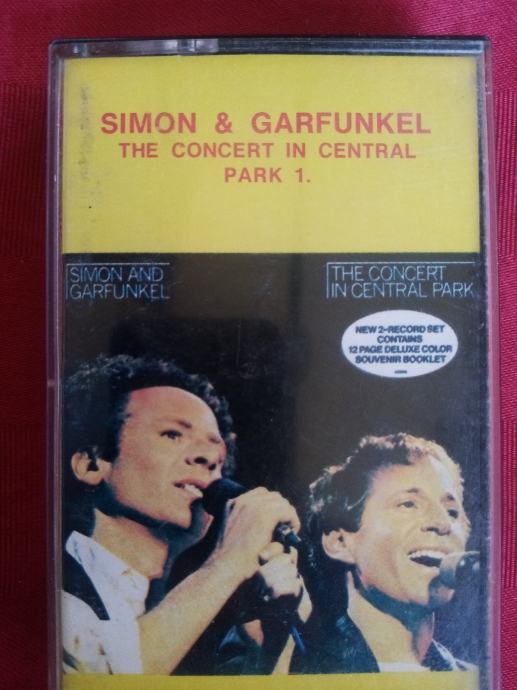 SIMON & GARFUNKEL
THE CONCERT IN CENTRAL
PARK 1.
SIMON AND
GARFUNKEL
THE CONCERT
IN CENTRAL PARK
NEW 2-RECORD SET
CONTAINS
12 PAGE DELUXE COLOR
SOUVENIR BOOKLET